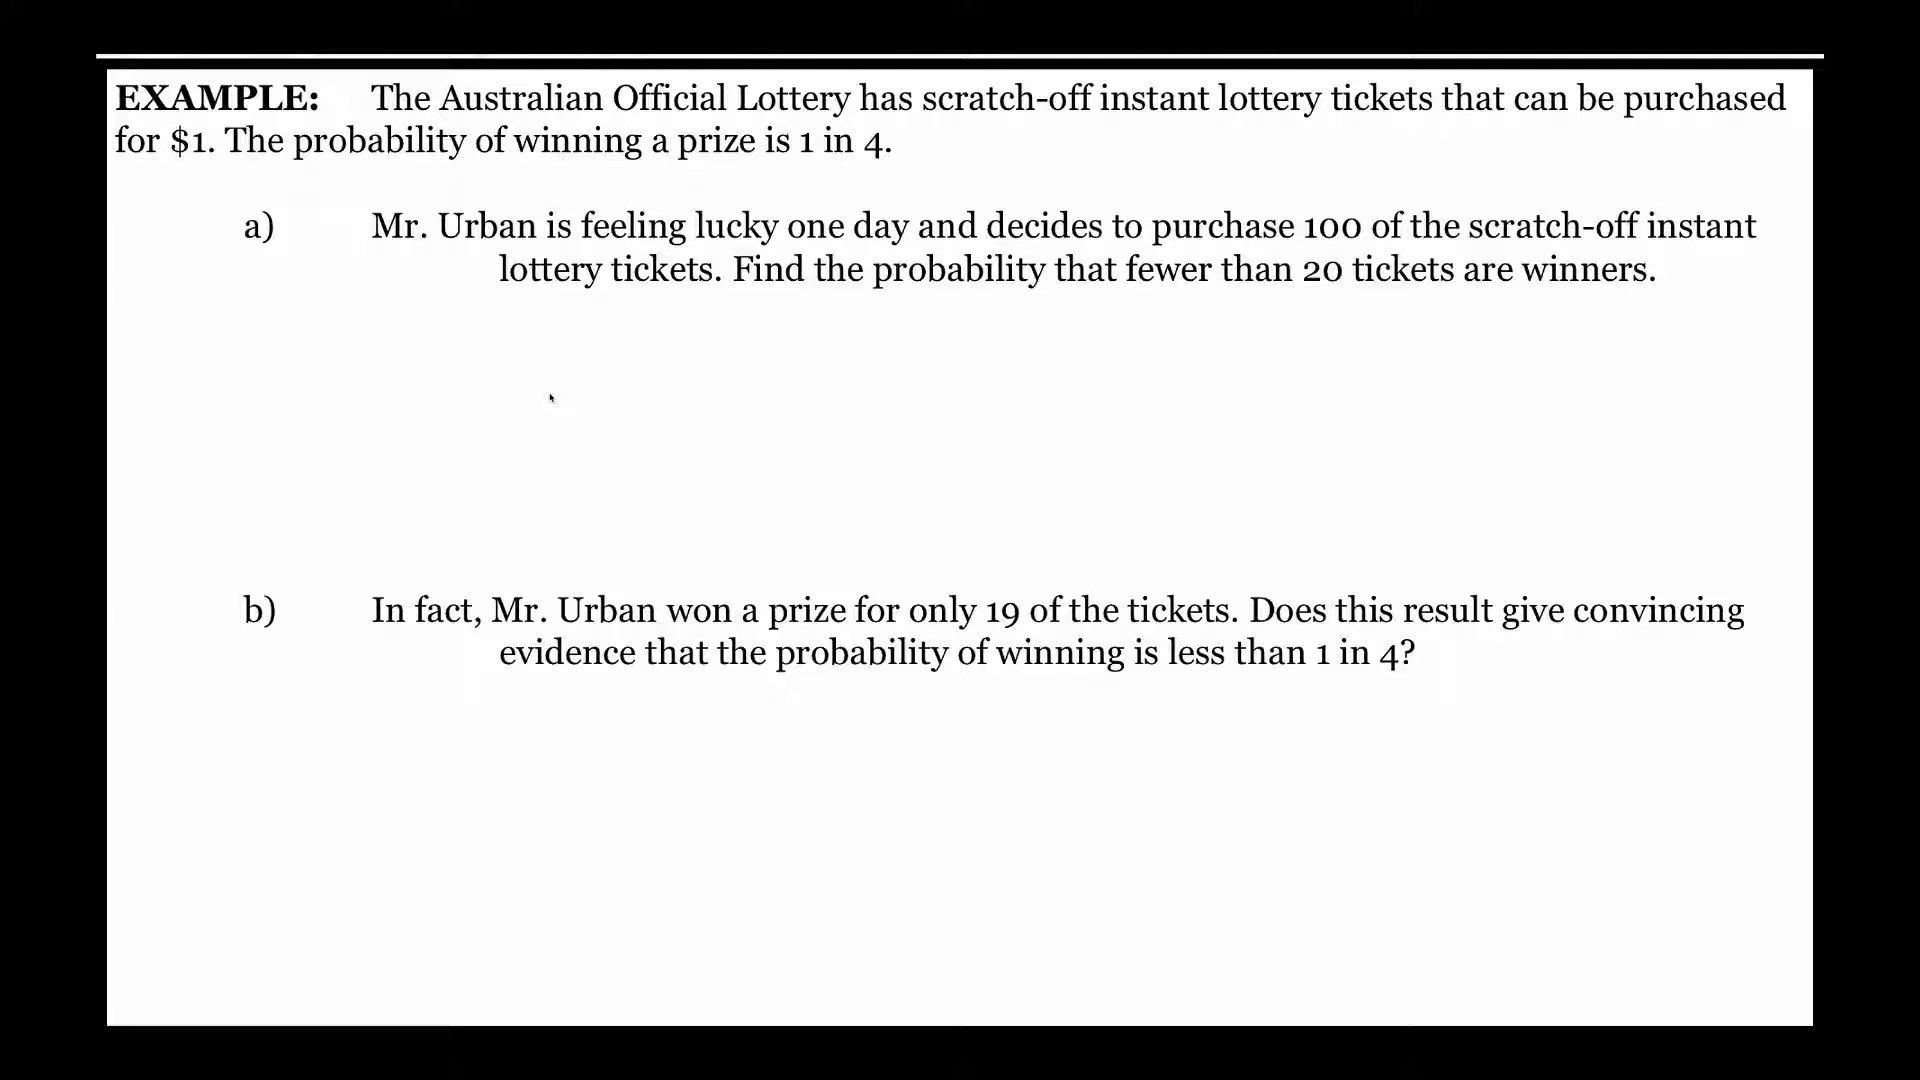 EXAMPLE: The Australian Official Lottery has scratch-off instant lottery tickets that can be purchased
for $1. The probability of winning a prize is 1 in 4.
a) Mr. Urban is feeling lucky one day and decides to purchase 100 of the scratch-off instant
lottery tickets. Find the probability that fewer than 20 tickets are winners.
b) In fact, Mr. Urban won a prize for only 19 of the tickets. Does this result give convincing
evidence that the probability of winning is less than 1 in 4?